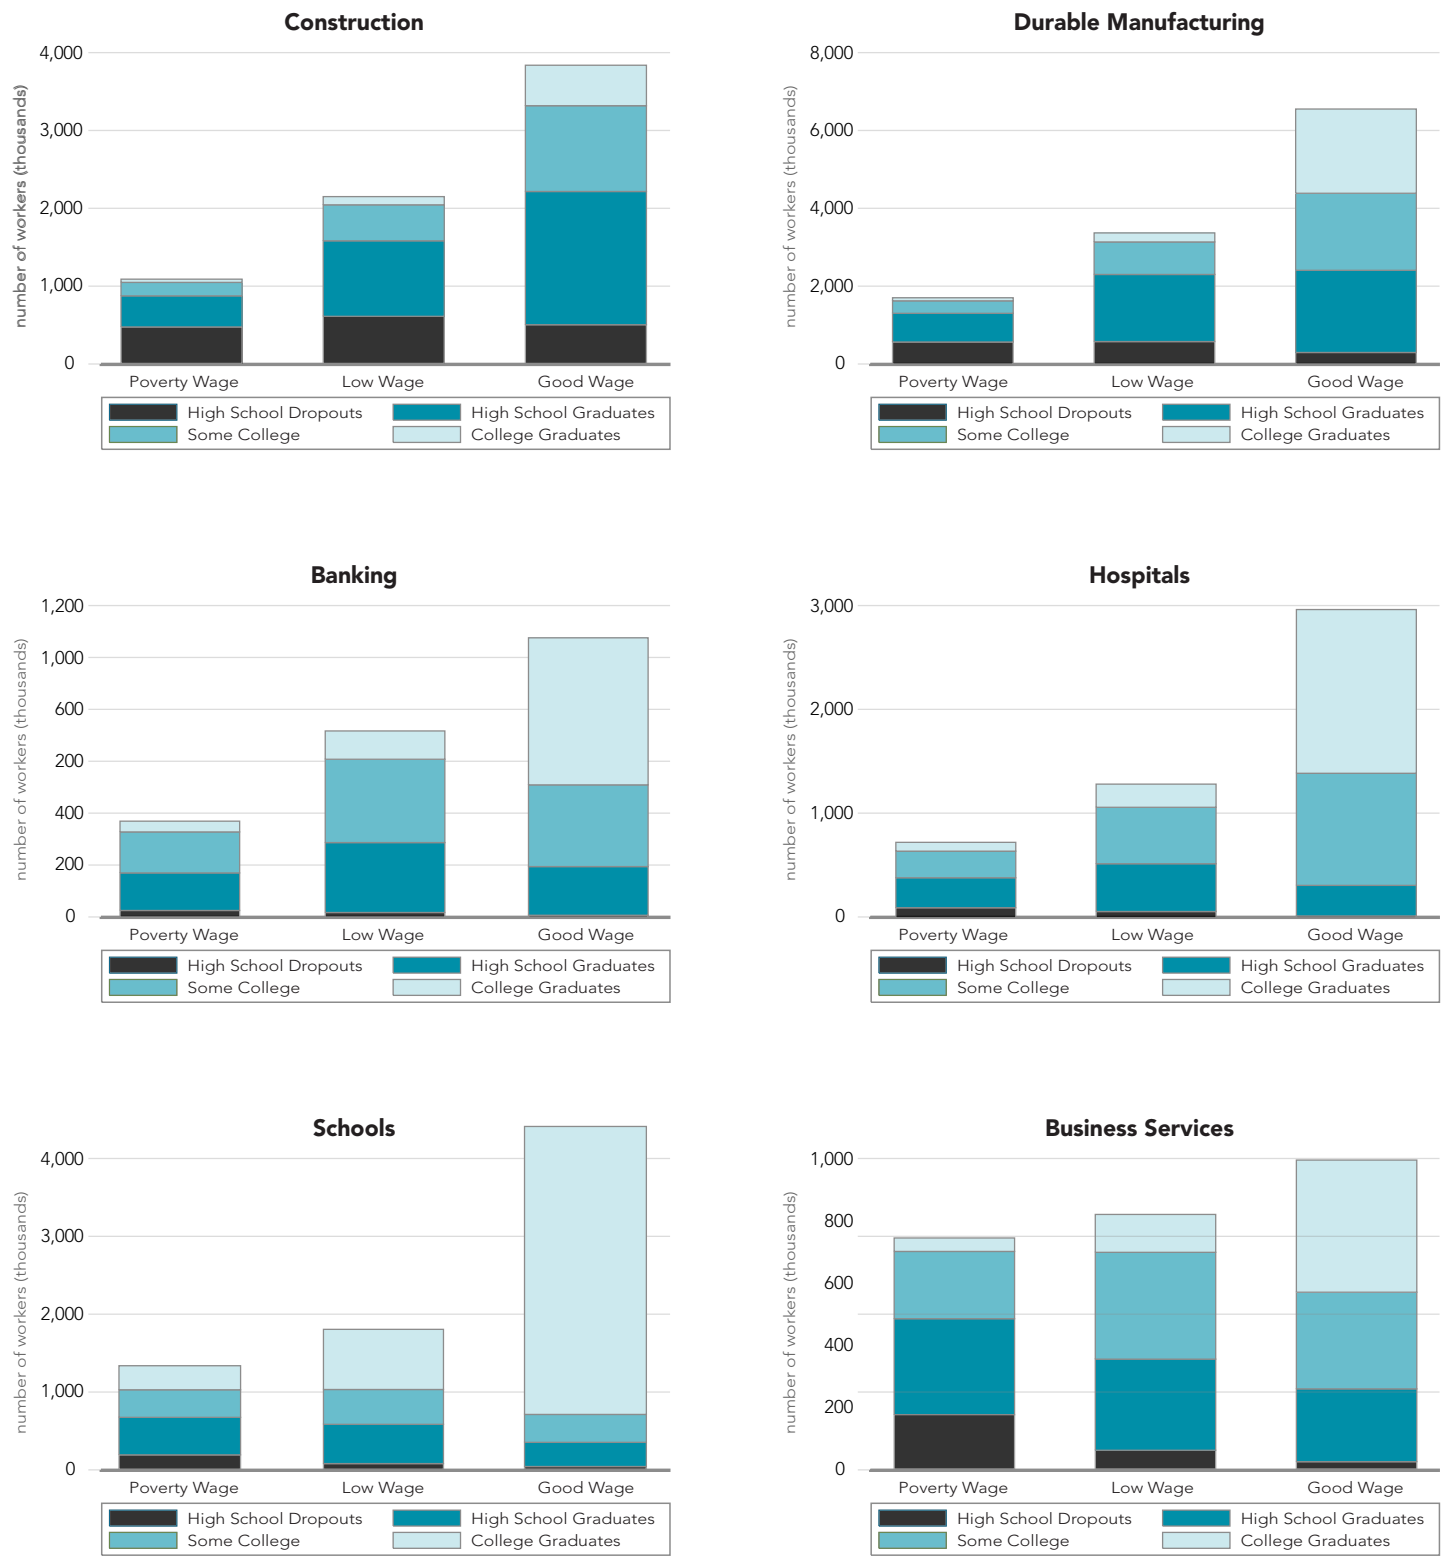 Construction
4,000
3,000
2,000
1,000
0
number of workers (thousands)
Poverty Wage Low Wage Good Wage
High School Dropouts High School Graduates
Some College College Graduates
Durable Manufacturing
8,000
6,000
4,000
2,000
0
number of workers (thousands)
Poverty Wage Low Wage Good Wage
High School Dropouts High School Graduates
Some College College Graduates
Banking
1,200
1,000
600
200
400
200
0
number of workers (thousands)
Poverty Wage Low Wage Good Wage
High School Dropouts High School Graduates
Some College College Graduates
Hospitals
3,000
2,000
1,000
0
number of workers (thousands)
Poverty Wage Low Wage Good Wage
High School Dropouts High School Graduates
Some College College Graduates
Schools
4,000
3,000
2,000
1,000
0
number of workers (thousands)
Poverty Wage Low Wage Good Wage
High School Dropouts High School Graduates
Some College College Graduates
Business Services
1,000
800
600
400
200
0
number of workers (thousands)
Poverty Wage Low Wage Good Wage
High School Dropouts High School Graduates
Some College College Graduates